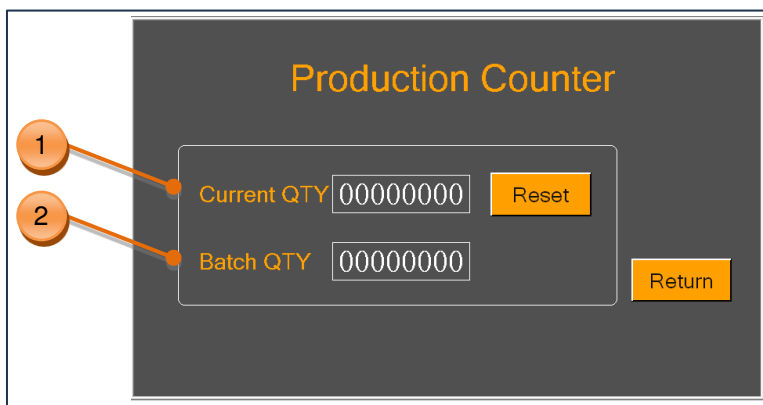 Production Counter
1
Current QTY 00000000 Reset
2
Batch QTY 00000000
Return